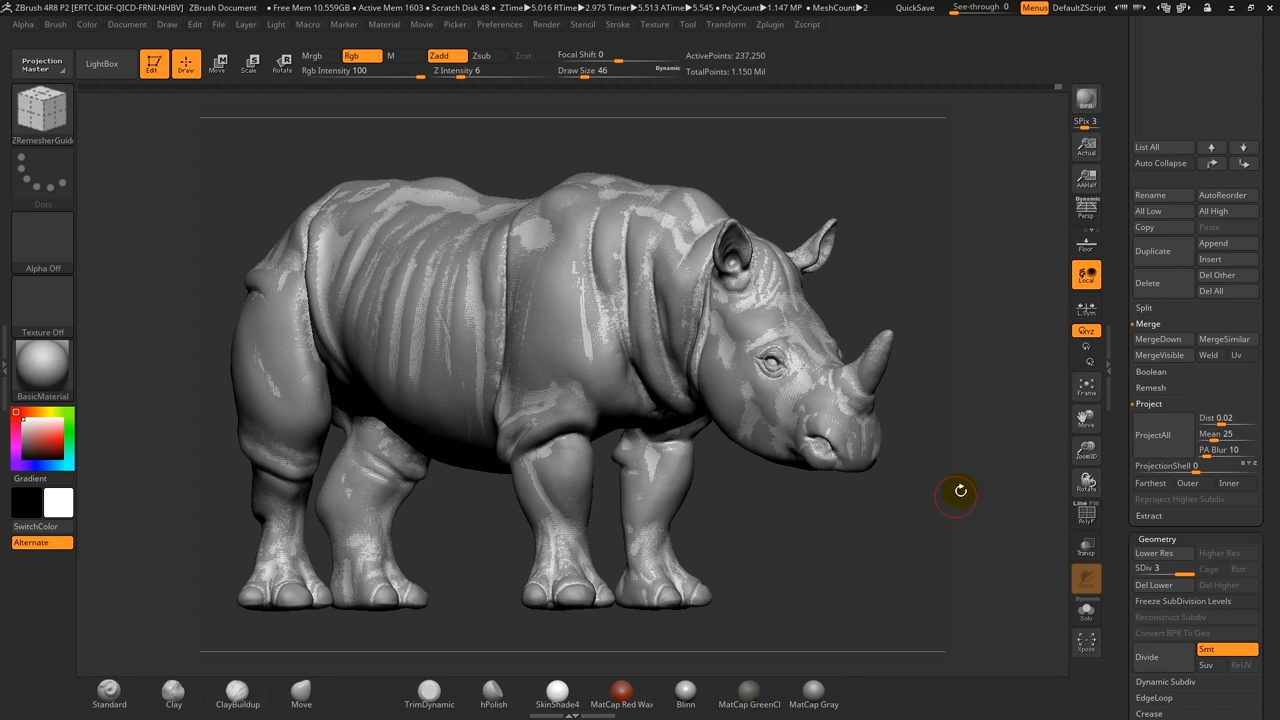 ZBrush 4R8 P2 [ERTC-IDKF-QICD-FRNI-NHBV] ZBrush Document • Free Mem 10.559GB • Active Mem 1603 • Scratch Disk 48 • ZTime▶5.016 RTime▶2.975 Timer▶5.513 ATime▶5.545 • PolyCount▶1.147 MP • MeshCount▶2 QuickSave See-through 0 Menus DefaultZScript
Alpha Brush Color Document Draw Edit File Layer Light Macro Marker Material Movie Picker Preferences Render Stencil Stroke Texture Tool Transform Zplugin Zscript
Projection Master
LightBox
Edit Draw Move Scale Rotate
Mrgb Rgb M
Rgb Intensity 100
Zadd Zsub Zcut
Z Intensity 6
Focal Shift 0
Draw Size 46 Dynamic
ActivePoints: 237,250
TotalPoints: 1.150 Mil
ZRemesherGuid
Dots
Alpha Off
Texture Off
BasicMaterial
Gradient
SwitchColor
Alternate
BPR
SPix 3
Actual
AAHalf
Dynamic
Persp
Floor
Local
L.Sym
XYZ
Frame
Move
Zoom3D
Rotate
Line Fill
PolyF
Transp
Ghost
Dynamic
Solo
Xpose
List All
Auto Collapse
Rename AutoReorder
All Low All High
Copy Paste
Duplicate Append
Insert
Delete Del Other
Del All
Split
Merge
MergeDown MergeSimilar
MergeVisible Weld Uv
Boolean
Remesh
Project
ProjectAll Dist 0.02
Mean 25
PA Blur 10
ProjectionShell 0 X Y Z
Farthest Outer Inner
Reproject Higher Subdiv
Extract
Geometry
Lower Res Higher Res
SDiv 3 Cage Rstr
Del Lower Del Higher
Freeze SubDivision Levels
Reconstruct Subdiv
Convert BPR To Geo
Divide Smt
Suv ReUV
Dynamic Subdiv
EdgeLoop
Crease
Standard Clay ClayBuildup Move TrimDynamic hPolish SkinShade4 MatCap Red Wax Blinn MatCap GreenCl MatCap Gray